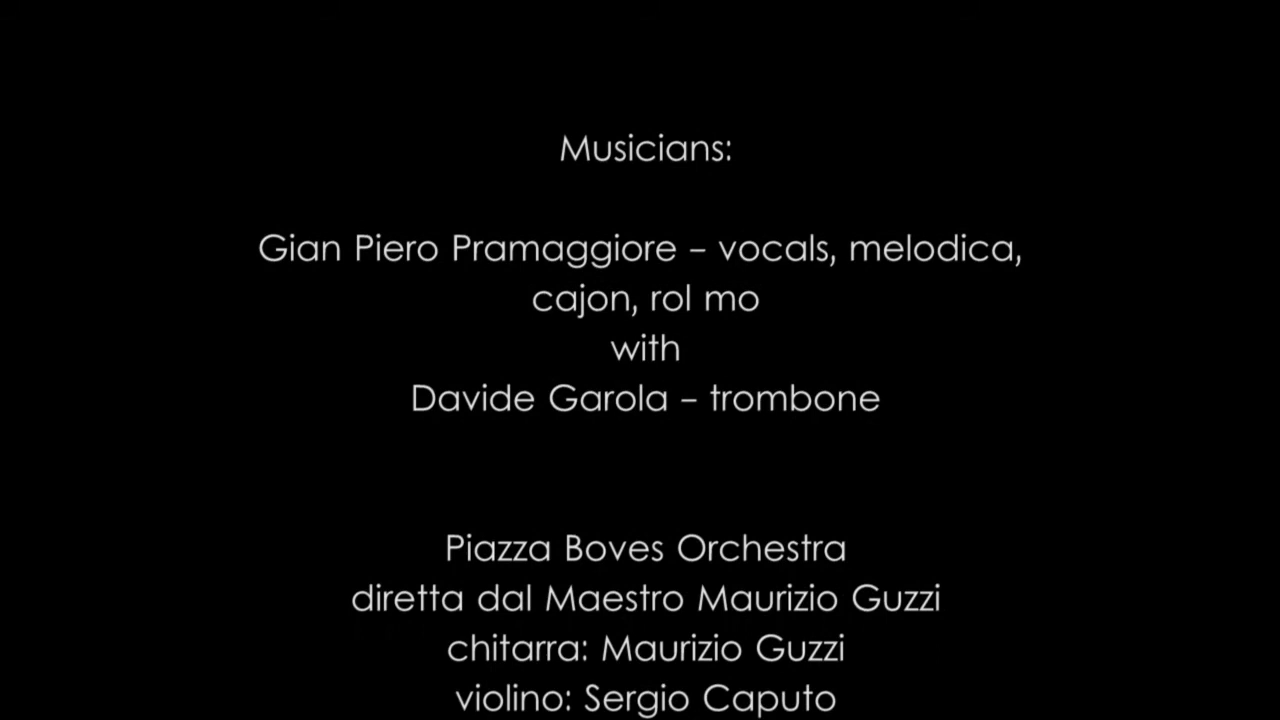 Musicians:
Gian Piero Pramaggiore – vocals, melodica,
cajon, rol mo
with
Davide Garola – trombone
Piazza Boves Orchestra
diretta dal Maestro Maurizio Guzzi
chitarra: Maurizio Guzzi
violino: Sergio Caputo